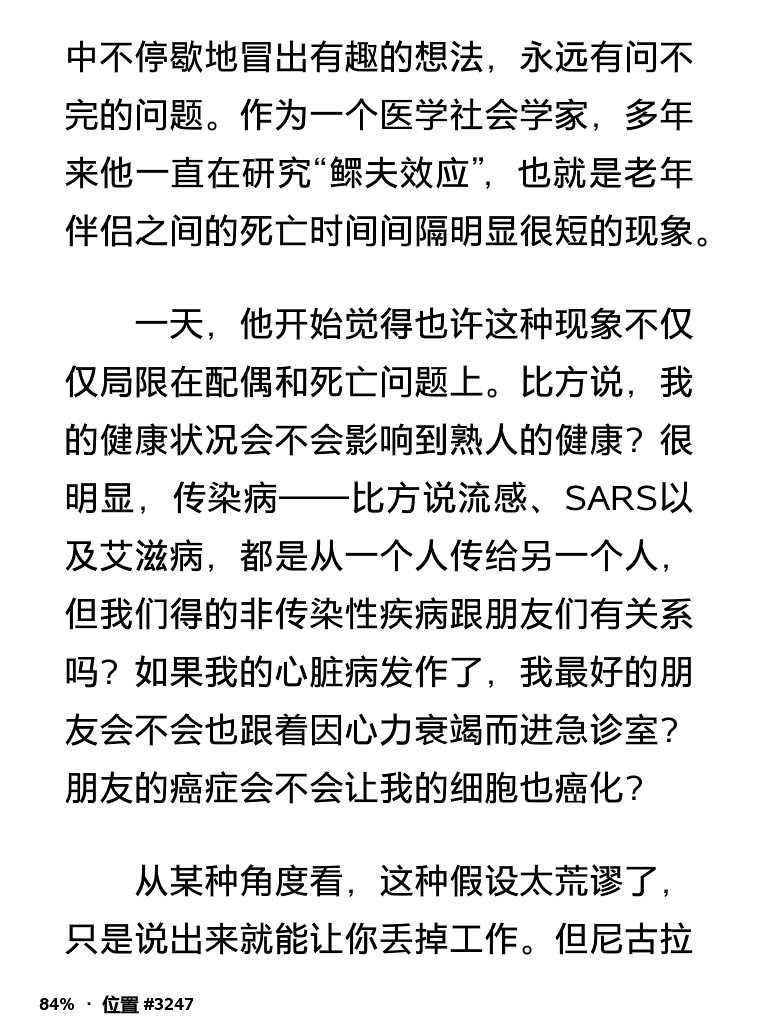 中不停歇地冒出有趣的想法，永远有问不
完的问题。作为一个医学社会学家，多年
来他一直在研究“鳏夫效应”，也就是老年
伴侣之间的死亡时间间隔明显很短的现象。
一天，他开始觉得也许这种现象不仅
仅局限在配偶和死亡问题上。比方说，我
的健康状况会不会影响到熟人的健康？很
明显，传染病——比方说流感、SARS以
及艾滋病，都是从一个人传给另一个人，
但我们得的非传染性疾病跟朋友们有关系
吗？如果我的心脏病发作了，我最好的朋
友会不会也跟着因心力衰竭而进急诊室？
朋友的癌症会不会让我的细胞也癌化？
从某种角度看，这种假设太荒谬了，
只是说出来就能让你丢掉工作。但尼古拉
84% · 位置 #3247